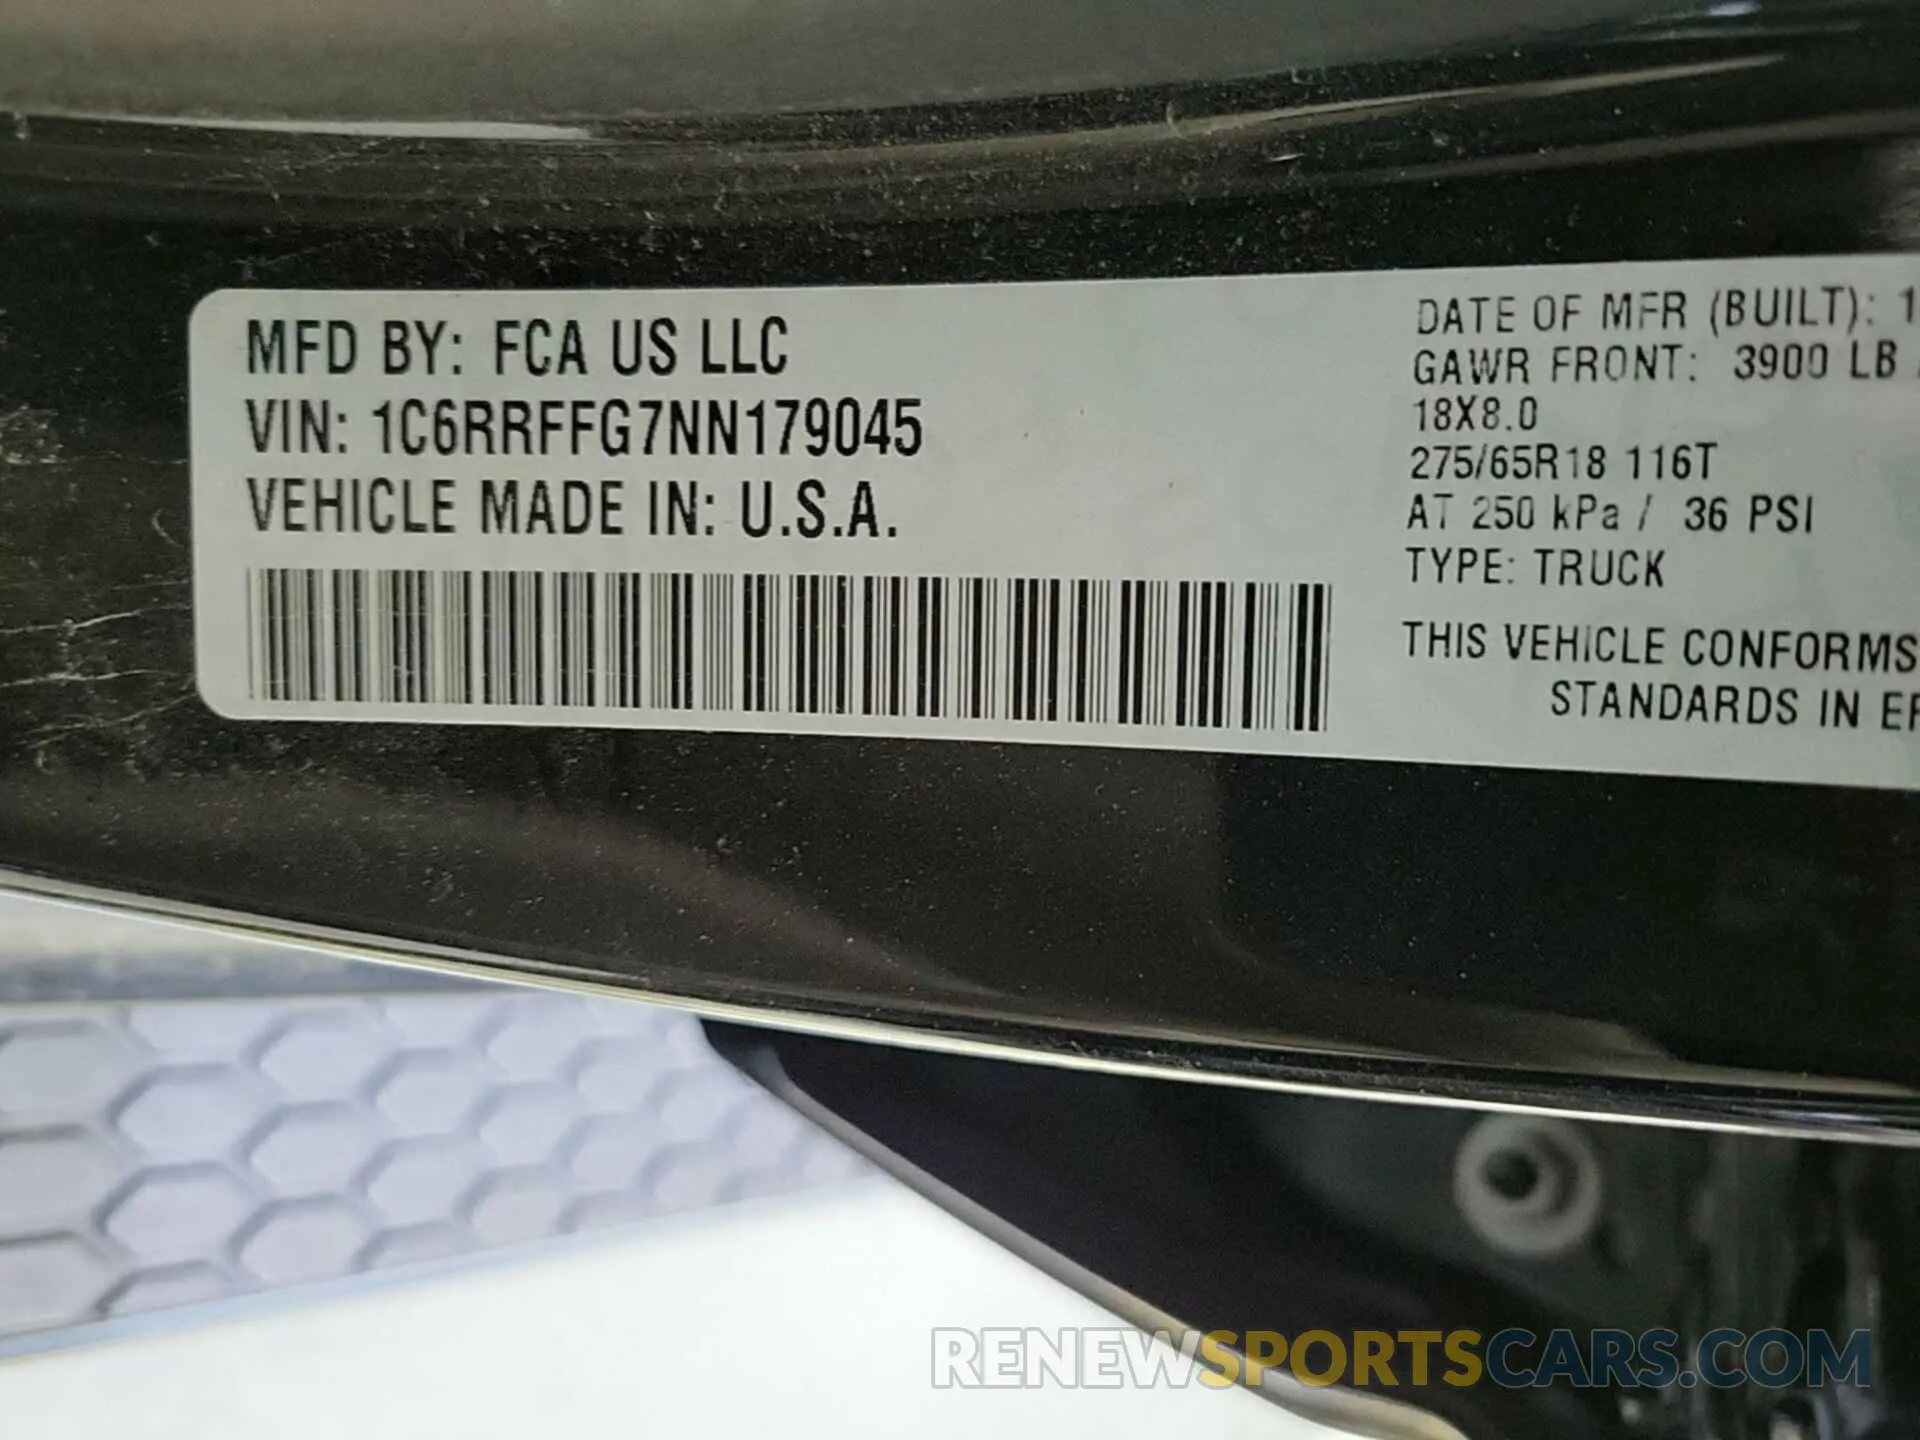 MFD BY: FCA US LLC
VIN: 1C6RRFFG7NN179045
VEHICLE MADE IN: U.S.A.
DATE OF MFR (BUILT): 1
GAWR FRONT: 3900 LB
18X8.0
275/65R18 116T
AT 250 kPa / 36 PSI
TYPE: TRUCK
THIS VEHICLE CONFORMS
STANDARDS IN
RENEWSPORTSCARS.COM